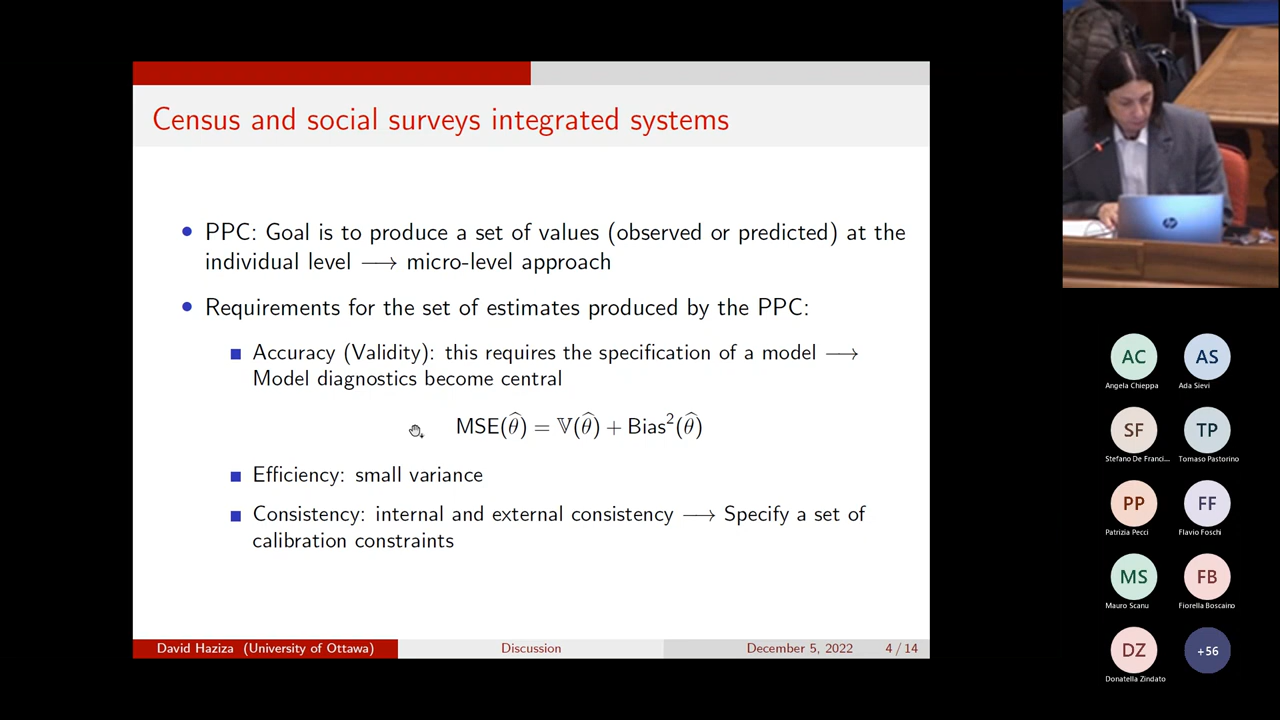 Census and social surveys integrated systems
• PPC: Goal is to produce a set of values (observed or predicted) at the
individual level ⟶ micro-level approach
• Requirements for the set of estimates produced by the PPC:
■ Accuracy (Validity): this requires the specification of a model ⟶
Model diagnostics become central
MSE(θ̂) = 𝕍(θ̂) + Bias²(θ̂)
■ Efficiency: small variance
■ Consistency: internal and external consistency ⟶ Specify a set of
calibration constraints
David Haziza (University of Ottawa) Discussion December 5, 2022 4 / 14
hp
AC AS
Angela Chieppa Ada Sievi
SF TP
Stefano De Franci... Tomaso Pastorino
PP FF
Patrizia Pecci Flavio Foschi
MS FB
Mauro Scanu Fiorella Boscaino
DZ +56
Donatella Zindato